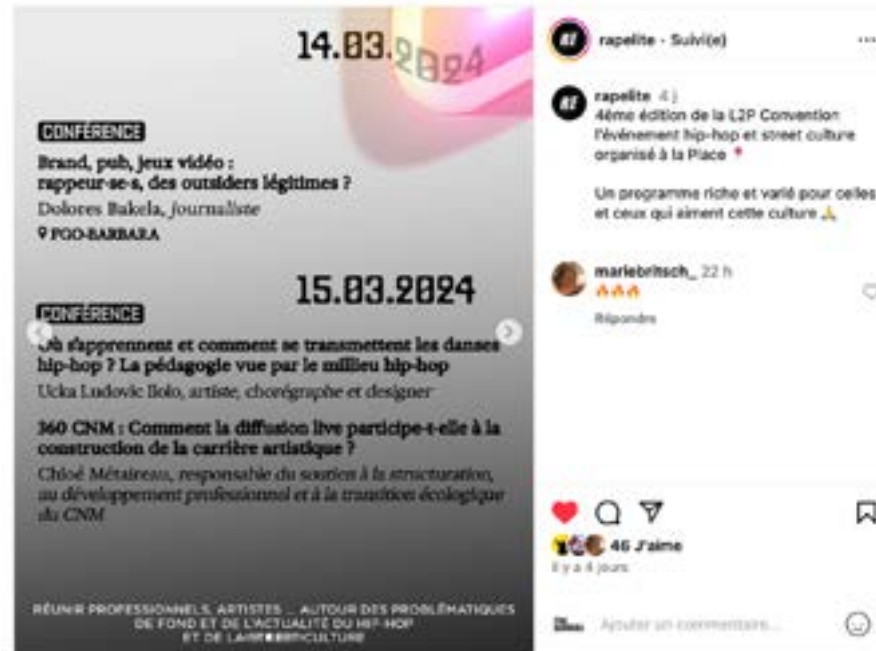 14.03.2024
CONFÉRENCE
Brand, pub, jeux vidéo :
rappeur·se·s, des outsiders légitimes ?
Dolores Bakela, journaliste
FGO-BARBARA
15.03.2024
CONFÉRENCE
Où s'apprennent et comment se transmettent les danses
hip-hop ? La pédagogie vue par le millieu hip-hop
Ucka Ludovic Ilolo, artiste, chorégraphe et designer
360 CNM : Comment la diffusion live participe-t-elle à la
construction de la carrière artistique ?
Chloé Métaireau, responsable du soutien à la structuration,
au développement professionnel et à la transition écologique
du CNM
RÉUNIR PROFESSIONNELS, ARTISTES ... AUTOUR DES PROBLÉMATIQUES
DE FOND ET DE L'ACTUALITÉ DU HIP-HOP
ET DE LA CULTURE
rapelite · Suivi(e)
rapelite 4 j
4ème édition de la L2P Convention
l'événement hip-hop et street culture
organisé à la Place
Un programme riche et varié pour celles
et ceux qui aiment cette culture
mariebritsch_ 22 h
Répondre
46 J'aime
il y a 4 jours
Ajouter un commentaire...